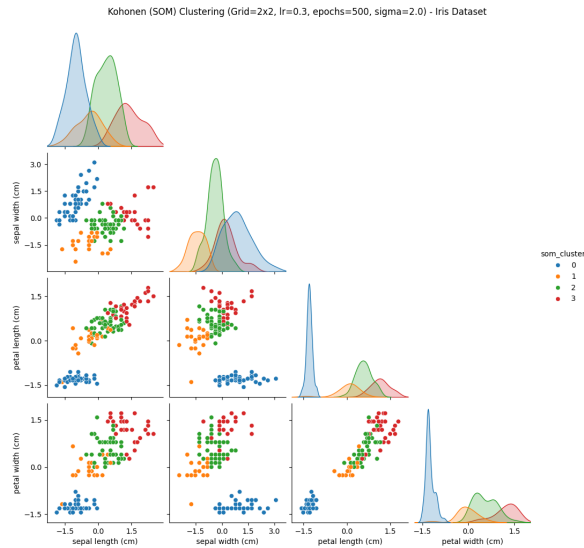 Kohonen (SOM) Clustering (Grid=2x2, lr=0.3, epochs=500, sigma=2.0) - Iris Dataset
sepal width (cm)
3.0
1.5
0.0
−1.5
som_cluster
0
1
2
3
petal length (cm)
1.5
0.0
−1.5
petal width (cm)
1.5
0.0
−1.5
−1.5 0.0 1.5
sepal length (cm)
−1.5 0.0 1.5 3.0
sepal width (cm)
−1.5 0.0 1.5
petal length (cm)
0.0 1.5
petal width (cm)